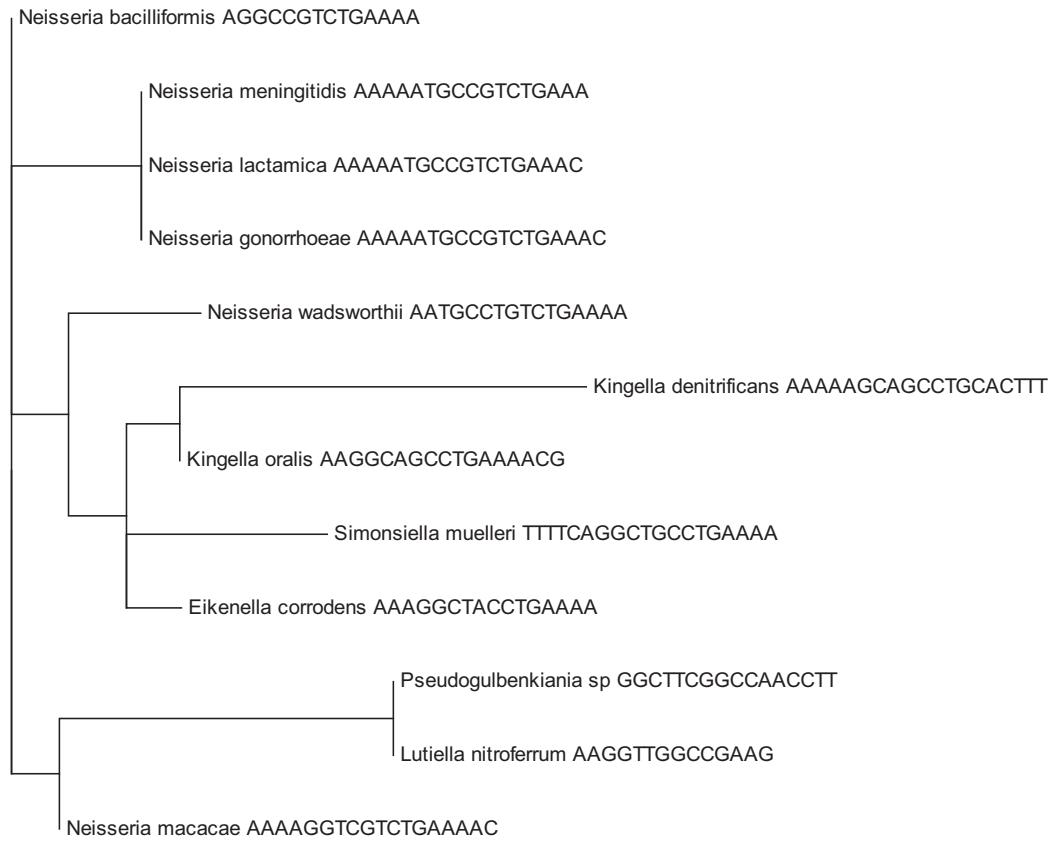 Neisseria bacilliformis AGGCCGTCTGAAAA
Neisseria meningitidis AAAAATGCCGTCTGAAA
Neisseria lactamica AAAAATGCCGTCTGAAAC
Neisseria gonorrhoeae AAAAATGCCGTCTGAAAC
Neisseria wadsworthii AATGCCTGTCTGAAAA
Kingella denitrificans AAAAAGCAGCCTGCACTTT
Kingella oralis AAGGCAGCCTGAAAACG
Simonsiella muelleri TTTTCAGGCTGCCTGAAAA
Eikenella corrodens AAAGGCTACCTGAAAA
Pseudogulbenkiania sp GGCTTCGGCCAACCTT
Lutiella nitroferrum AAGGTTGGCCGAAG
Neisseria macacae AAAAGGTCGTCTGAAAAC